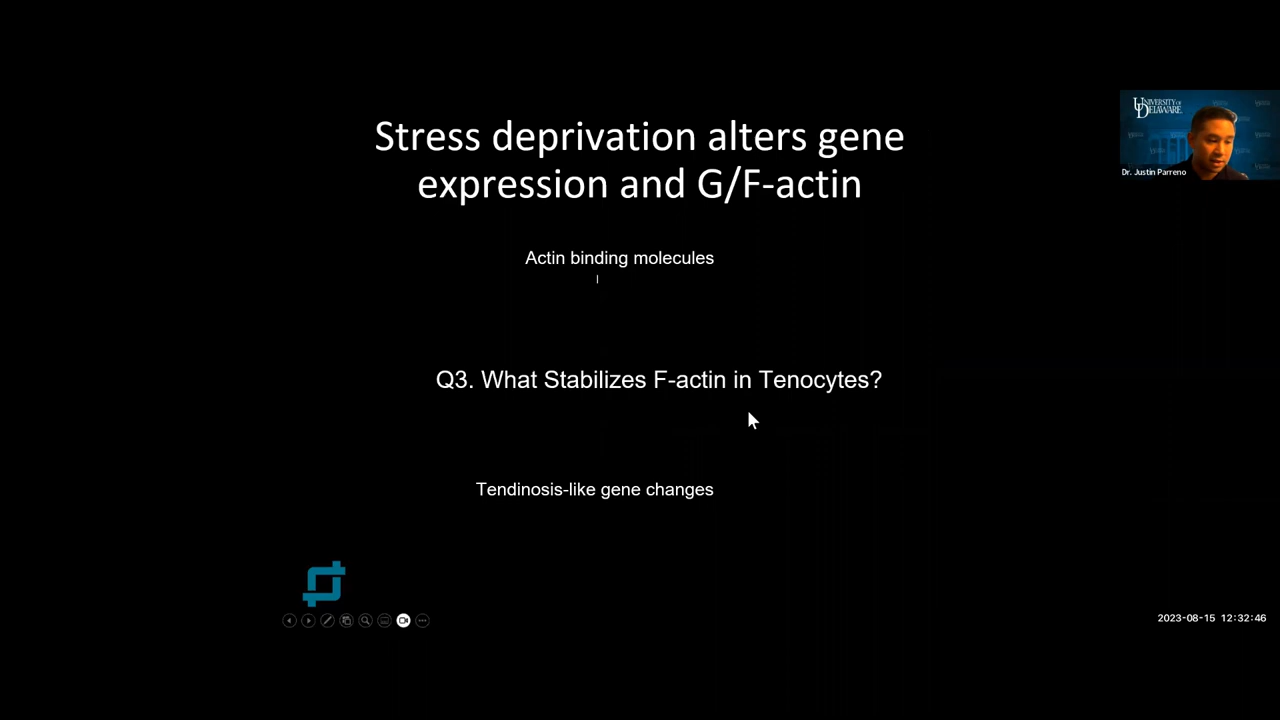 Stress deprivation alters gene
expression and G/F-actin
UNIVERSITY OF
DELAWARE
Dr. Justin Parreno
Actin binding molecules
Q3. What Stabilizes F-actin in Tenocytes?
Tendinosis-like gene changes
2023-08-15 12:32:46